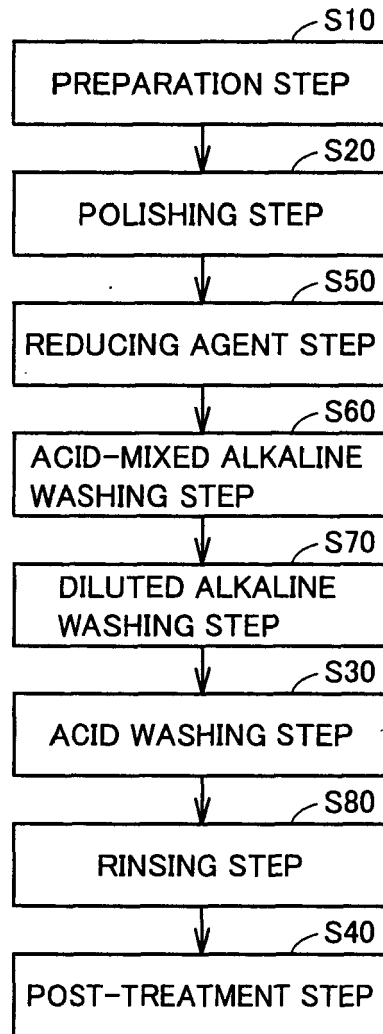 S10
PREPARATION STEP
S20
POLISHING STEP
S50
REDUCING AGENT STEP
S60
ACID-MIXED ALKALINE
WASHING STEP
S70
DILUTED ALKALINE
WASHING STEP
S30
ACID WASHING STEP
S80
RINSING STEP
S40
POST-TREATMENT STEP